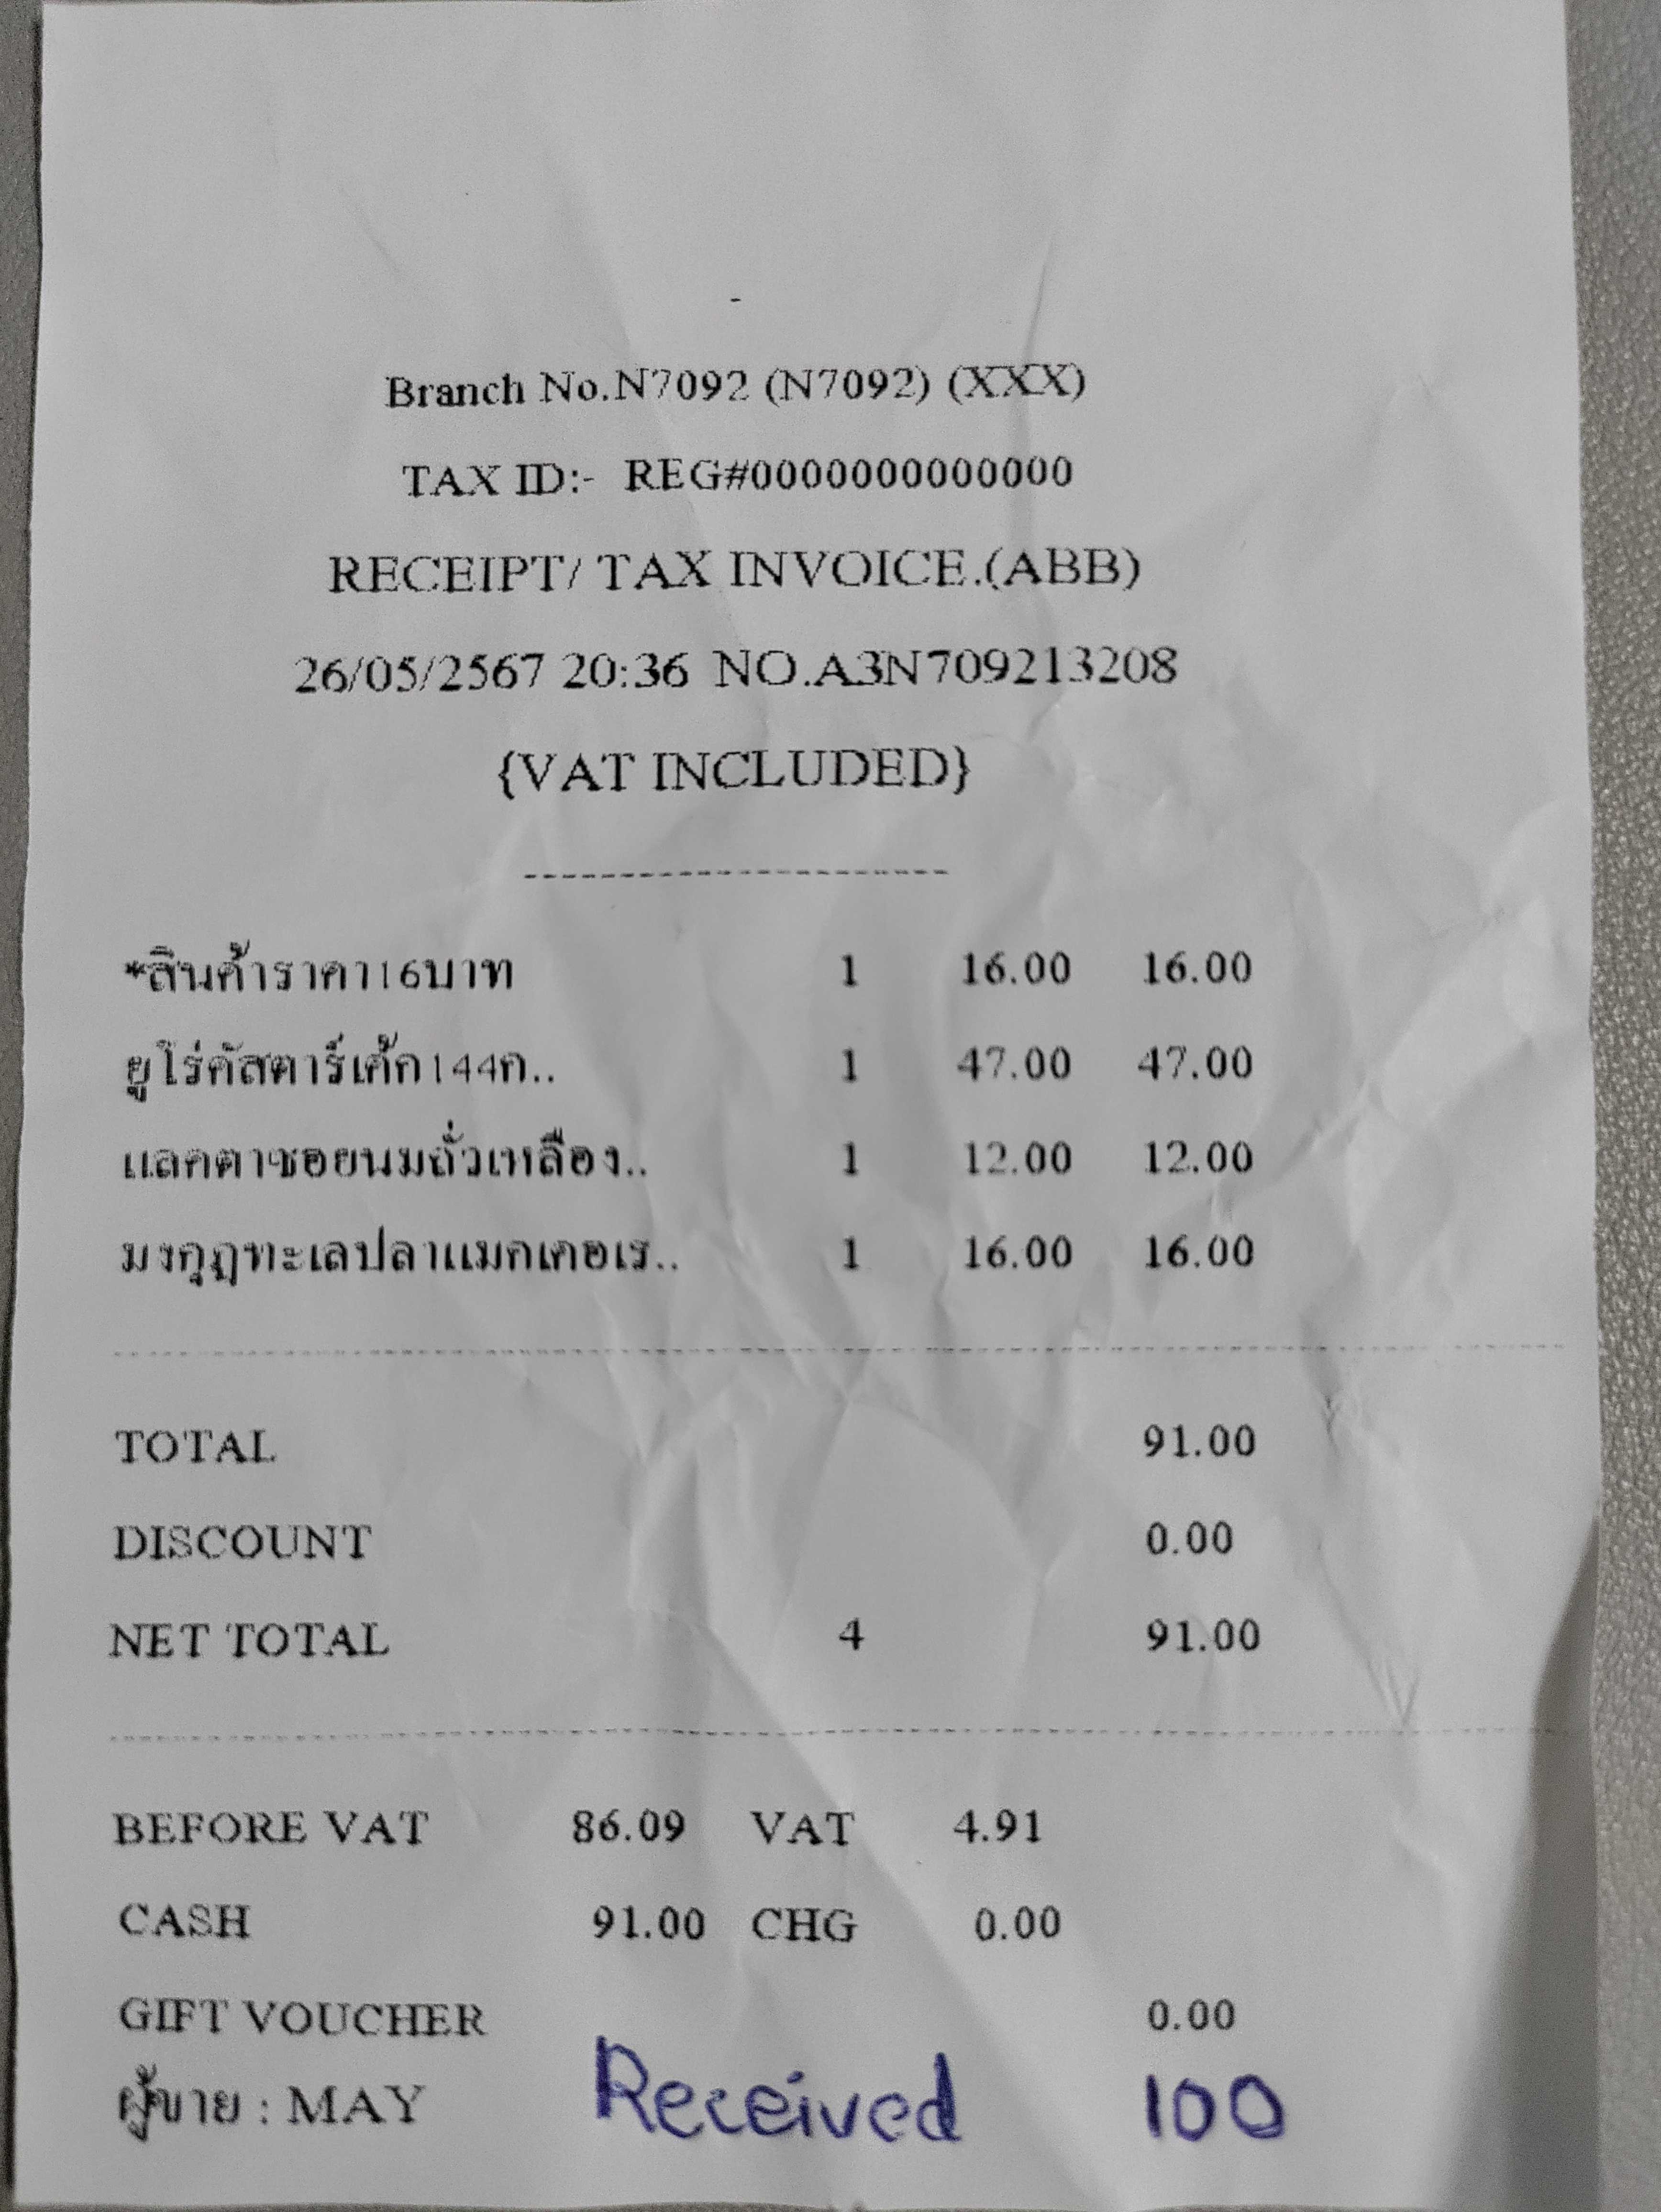 -
Branch No.N7092 (N7092) (XXX)
TAX ID:- REG#0000000000000
RECEIPT/ TAX INVOICE.(ABB)
26/05/2567 20:36 NO.A3N709213208
{VAT INCLUDED}
*สินค้าราคา16บาท 1 16.00 16.00
ยูโร่คัสตาร์เค้ก144ก.. 1 47.00 47.00
แลคตาซอยนมถั่วเหลือง.. 1 12.00 12.00
มงกุฎทะเลปลาแมคเคอเร.. 1 16.00 16.00
TOTAL 91.00
DISCOUNT 0.00
NET TOTAL 4 91.00
BEFORE VAT 86.09 VAT 4.91
CASH 91.00 CHG 0.00
GIFT VOUCHER 0.00
ผู้ขาย : MAY Received 100